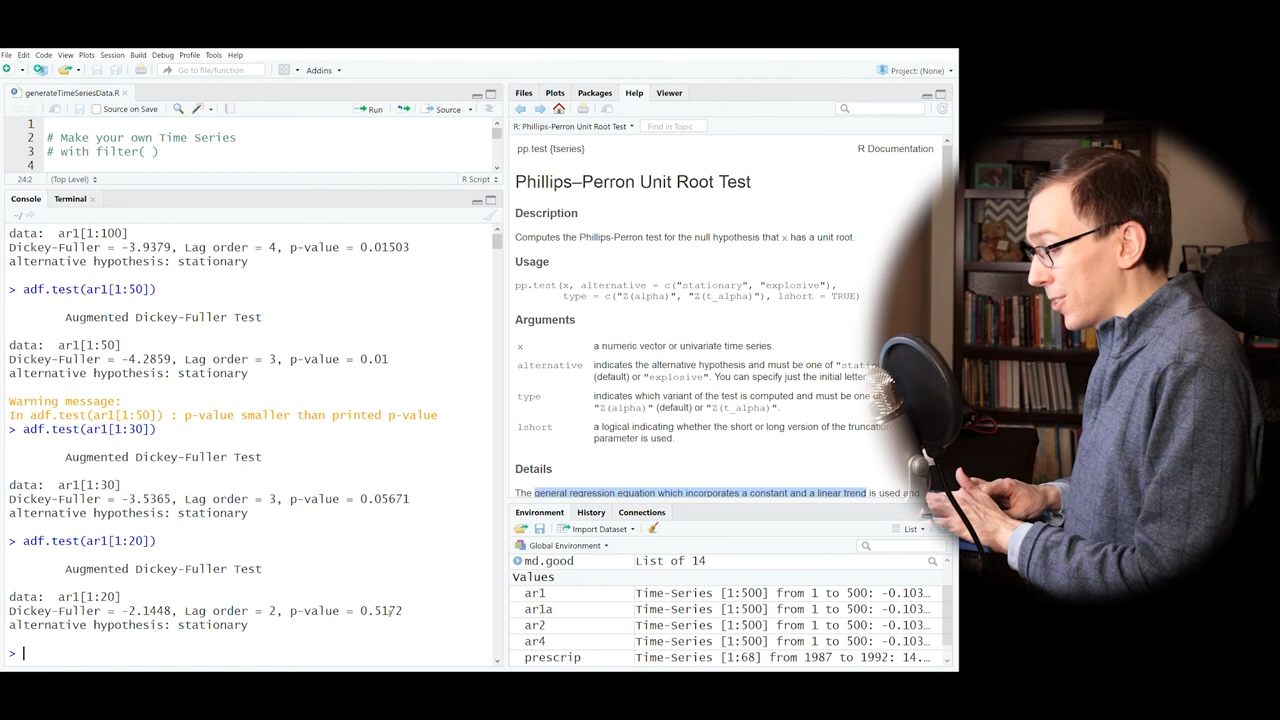 File Edit Code View Plots Session Build Debug Profile Tools Help
Go to file/function Addins Project: (None)
generateTimeSeriesData.R
Source on Save Run Source
1
2 # Make your own Time Series
3 # with filter( )
4
24:2 (Top Level) R Script
Console Terminal
~/
data: ar1[1:100]
Dickey-Fuller = -3.9379, Lag order = 4, p-value = 0.01503
alternative hypothesis: stationary
> adf.test(ar1[1:50])
Augmented Dickey-Fuller Test
data: ar1[1:50]
Dickey-Fuller = -4.2859, Lag order = 3, p-value = 0.01
alternative hypothesis: stationary
Warning message:
In adf.test(ar1[1:50]) : p-value smaller than printed p-value
> adf.test(ar1[1:30])
Augmented Dickey-Fuller Test
data: ar1[1:30]
Dickey-Fuller = -3.5365, Lag order = 3, p-value = 0.05671
alternative hypothesis: stationary
> adf.test(ar1[1:20])
Augmented Dickey-Fuller Test
data: ar1[1:20]
Dickey-Fuller = -2.1448, Lag order = 2, p-value = 0.5172
alternative hypothesis: stationary
>
Files Plots Packages Help Viewer
R: Phillips-Perron Unit Root Test Find in Topic
pp.test {tseries} R Documentation
Phillips–Perron Unit Root Test
Description
Computes the Phillips-Perron test for the null hypothesis that x has a unit root.
Usage
pp.test(x, alternative = c("stationary", "explosive"),
type = c("Z(alpha)", "Z(t_alpha)"), lshort = TRUE)
Arguments
x a numeric vector or univariate time series.
alternative indicates the alternative hypothesis and must be one of "stati
(default) or "explosive". You can specify just the initial letter.
type indicates which variant of the test is computed and must be one
"Z(alpha)" (default) or "Z(t_alpha)".
lshort a logical indicating whether the short or long version of the truncation
parameter is used.
Details
The general regression equation which incorporates a constant and a linear trend is used and
Environment History Connections
Import Dataset List
Global Environment
md.good List of 14
Values
ar1 Time-Series [1:500] from 1 to 500: -0.103…
ar1a Time-Series [1:500] from 1 to 500: -0.103…
ar2 Time-Series [1:500] from 1 to 500: -0.103…
ar4 Time-Series [1:500] from 1 to 500: -0.103…
prescrip Time-Series [1:68] from 1987 to 1992: 14.…